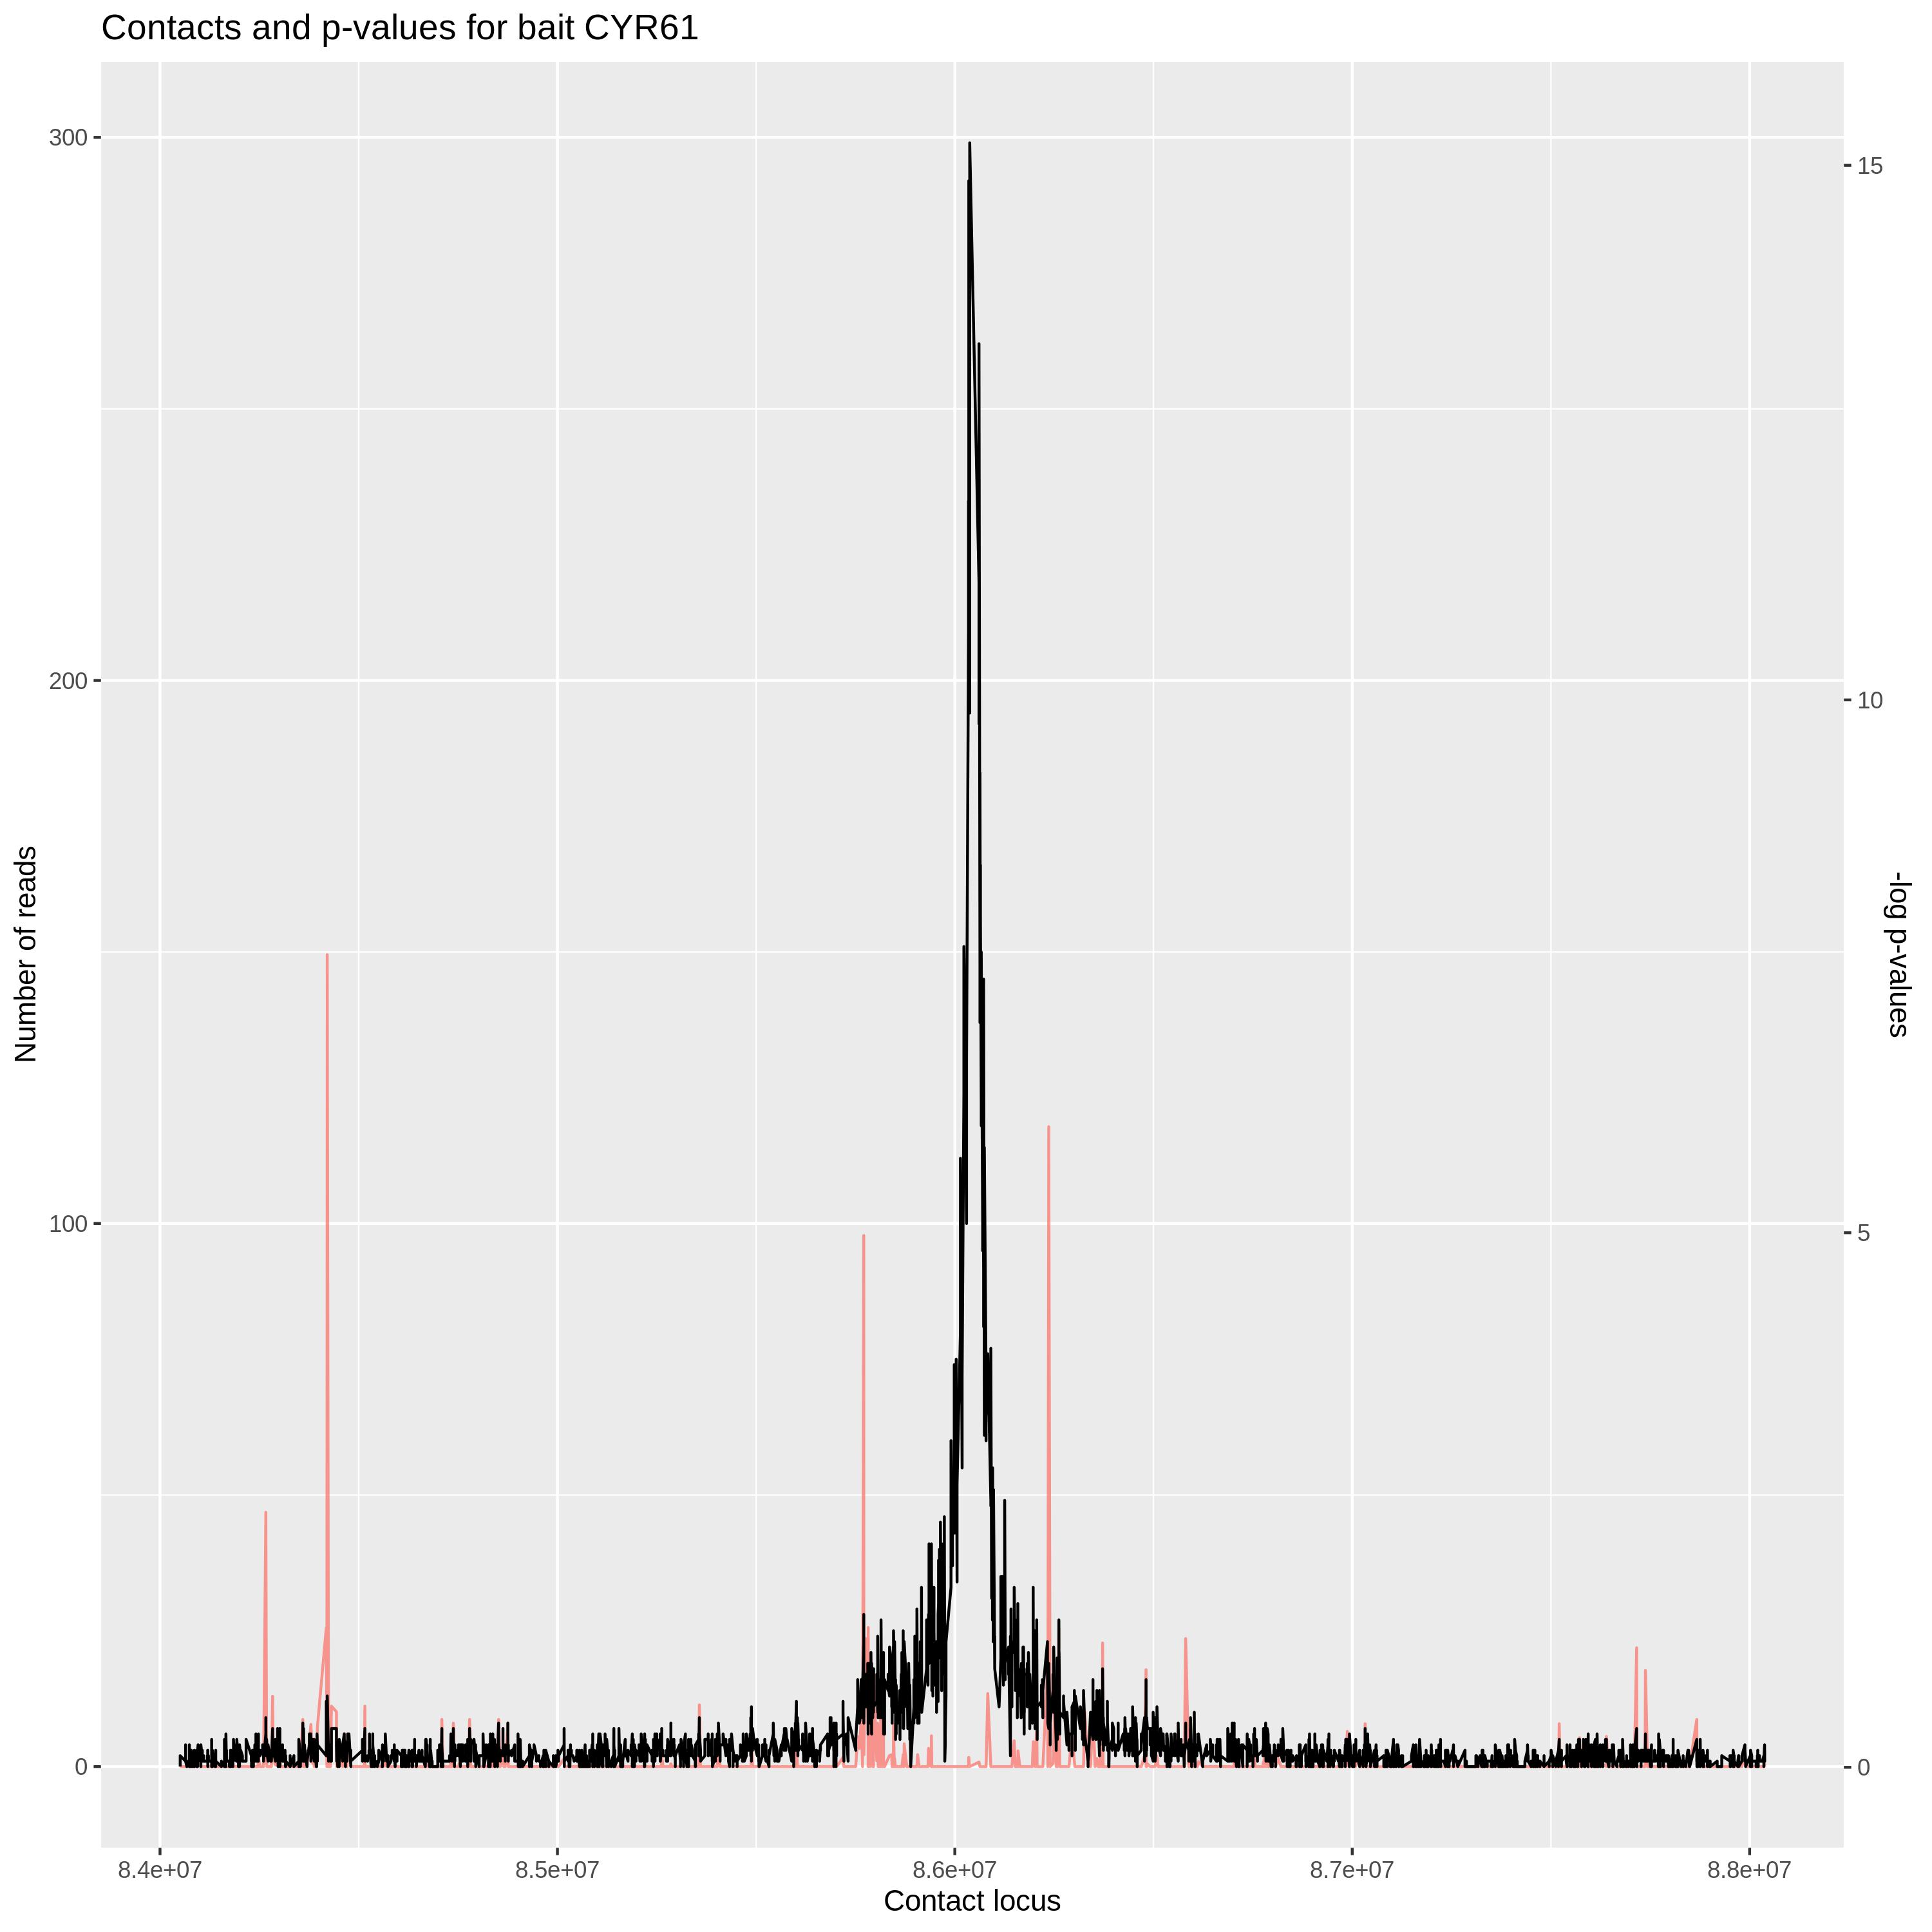 Contacts and p-values for bait CYR61
300
200
100
0
Number of reads
15
10
5
0
-log p-values
8.4e+07
8.5e+07
8.6e+07
8.7e+07
8.8e+07
Contact locus